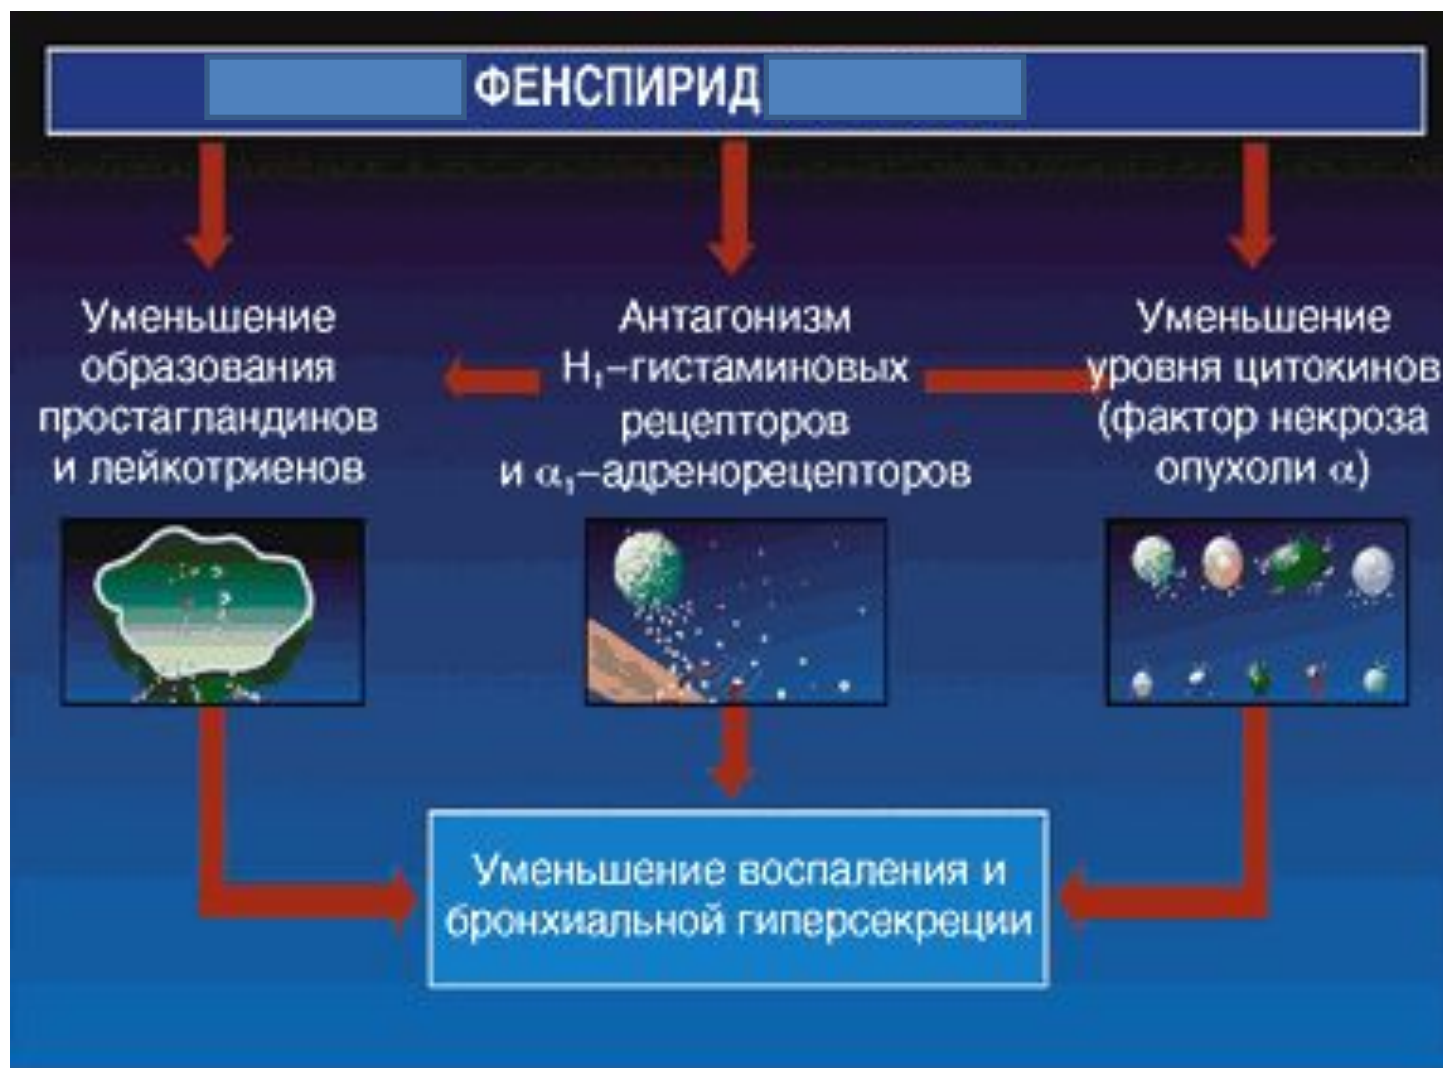 ФЕНСПИРИД
Уменьшение
образования
простагландинов
и лейкотриенов
Антагонизм
H₁–гистаминовых
рецепторов
и α₁–адренорецепторов
Уменьшение
уровня цитокинов
(фактор некроза
опухоли α)
Уменьшение воспаления и
бронхиальной гиперсекреции